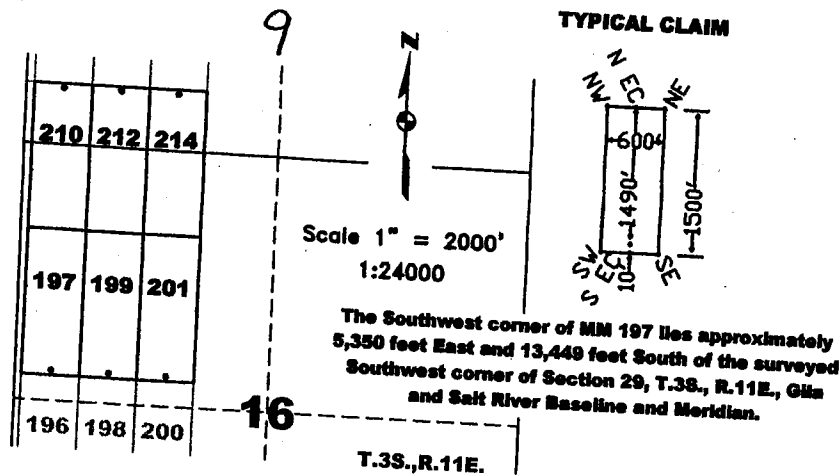 9
TYPICAL CLAIM
N
NW
N EC
NE
600'
1490'
1500'
10'
SW
S EC
SE
210 212 214
197 199 201
196 198 200
16
Scale 1" = 2000'
1:24000
The Southwest corner of MM 197 lies approximately
5,350 feet East and 13,449 feet South of the surveyed
Southwest corner of Section 29, T.3S., R.11E., Gila
and Salt River Baseline and Meridian.
T.3S.,R.11E.